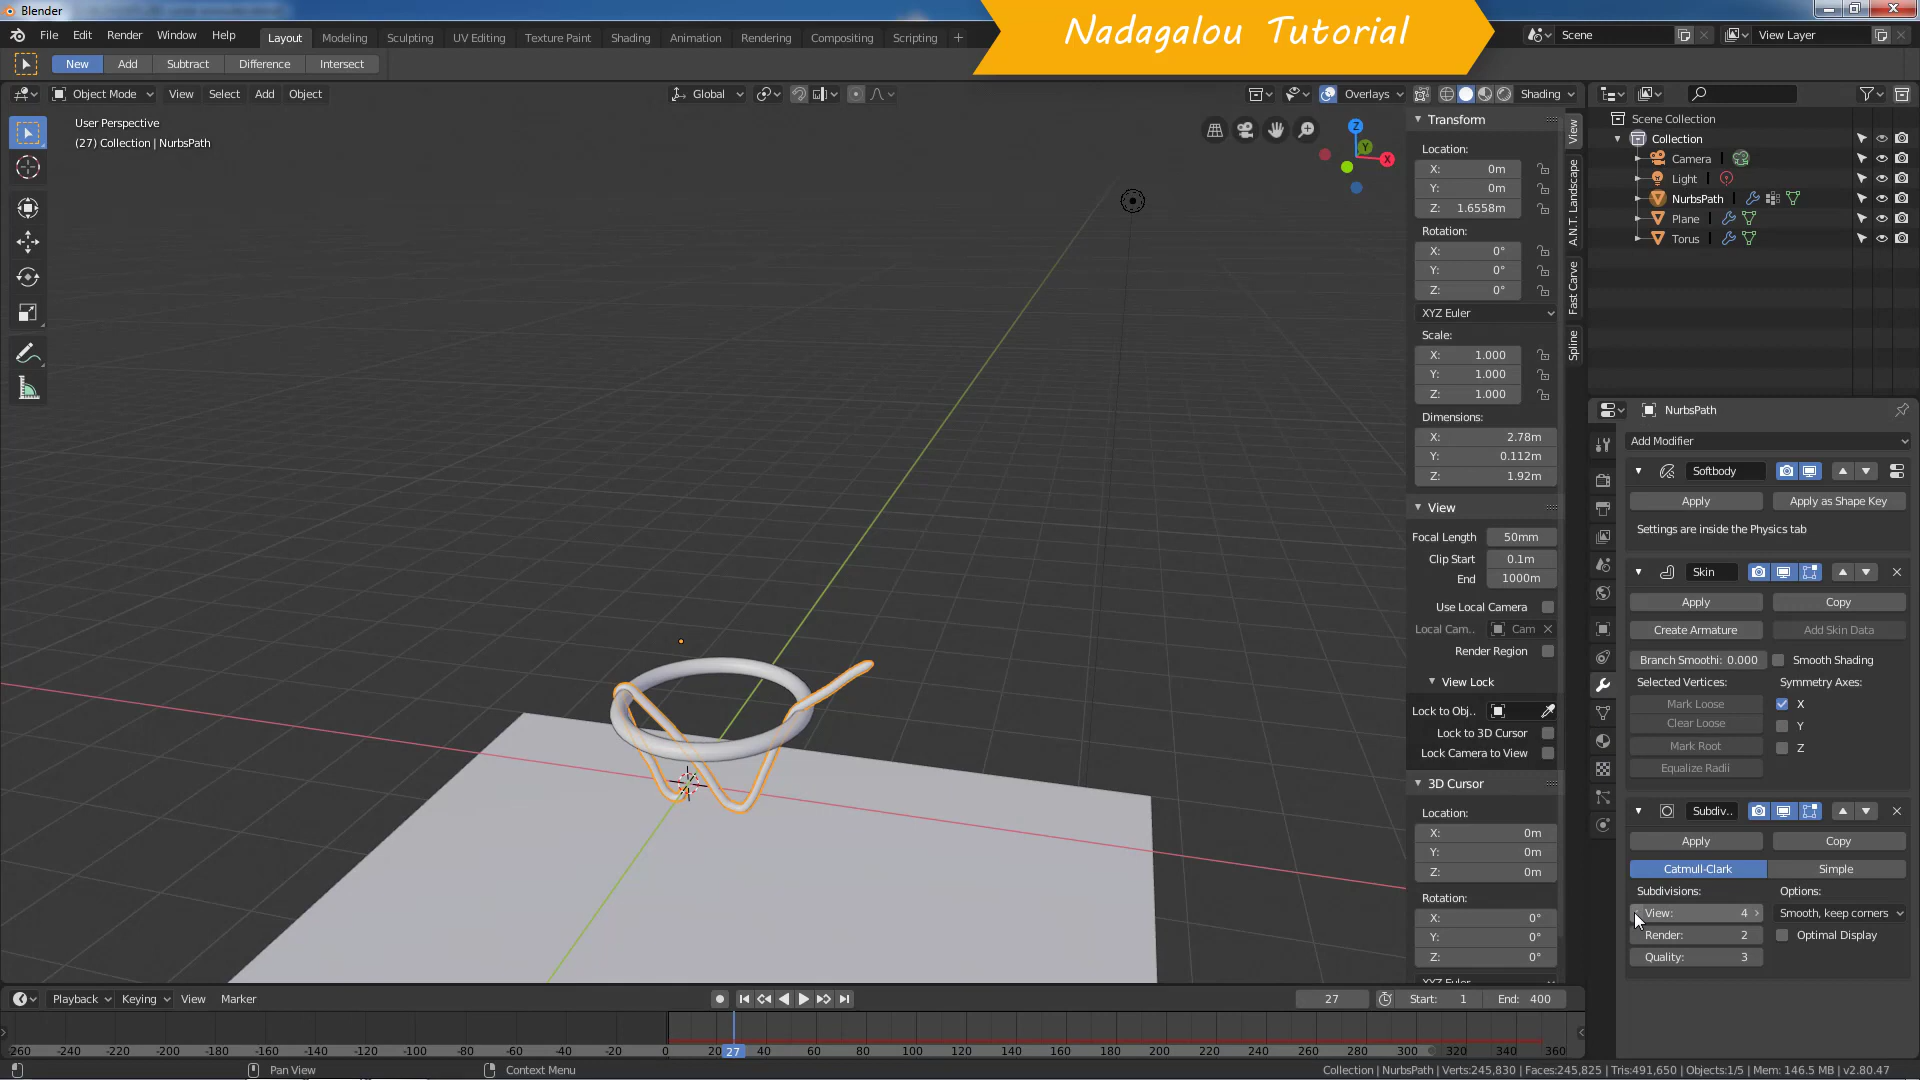 Blender
Nadagalou Tutorial
File Edit Render Window Help Layout Modeling Sculpting UV Editing Texture Paint Shading Animation Rendering Compositing Scripting + Scene View Layer
New Add Subtract Difference Intersect
Object Mode View Select Add Object Global Overlays Shading
User Perspective
(27) Collection | NurbsPath
Z
Y
X
Transform
Location:
X: 0m
Y: 0m
Z: 1.6558m
Rotation:
X: 0°
Y: 0°
Z: 0°
XYZ Euler
Scale:
X: 1.000
Y: 1.000
Z: 1.000
Dimensions:
X: 2.78m
Y: 0.112m
Z: 1.92m
View
Focal Length 50mm
Clip Start 0.1m
End 1000m
Use Local Camera
Local Cam.. Cam
Render Region
View Lock
Lock to Obj..
Lock to 3D Cursor
Lock Camera to View
3D Cursor
Location:
X: 0m
Y: 0m
Z: 0m
Rotation:
X: 0°
Y: 0°
Z: 0°
XYZ Euler
View
A.N.T. Landscape
Fast Carve
Spline
Scene Collection
Collection
Camera
Light
NurbsPath
Plane
Torus
NurbsPath
Add Modifier
Softbody
Apply Apply as Shape Key
Settings are inside the Physics tab
Skin
Apply Copy
Create Armature Add Skin Data
Branch Smoothi: 0.000 Smooth Shading
Selected Vertices: Symmetry Axes:
Mark Loose X
Clear Loose Y
Mark Root Z
Equalize Radii
Subdiv..
Apply Copy
Catmull-Clark Simple
Subdivisions: Options:
View: 4 Smooth, keep corners
Render: 2 Optimal Display
Quality: 3
Playback Keying View Marker 27 Start: 1 End: 400
-260 -240 -220 -200 -180 -160 -140 -120 -100 -80 -60 -40 -20 0 20 27 40 60 80 100 120 140 160 180 200 220 240 260 280 300 320 340 360
Pan View Context Menu Collection | NurbsPath | Verts:245,830 | Faces:245,825 | Tris:491,650 | Objects:1/5 | Mem: 146.5 MB | v2.80.47